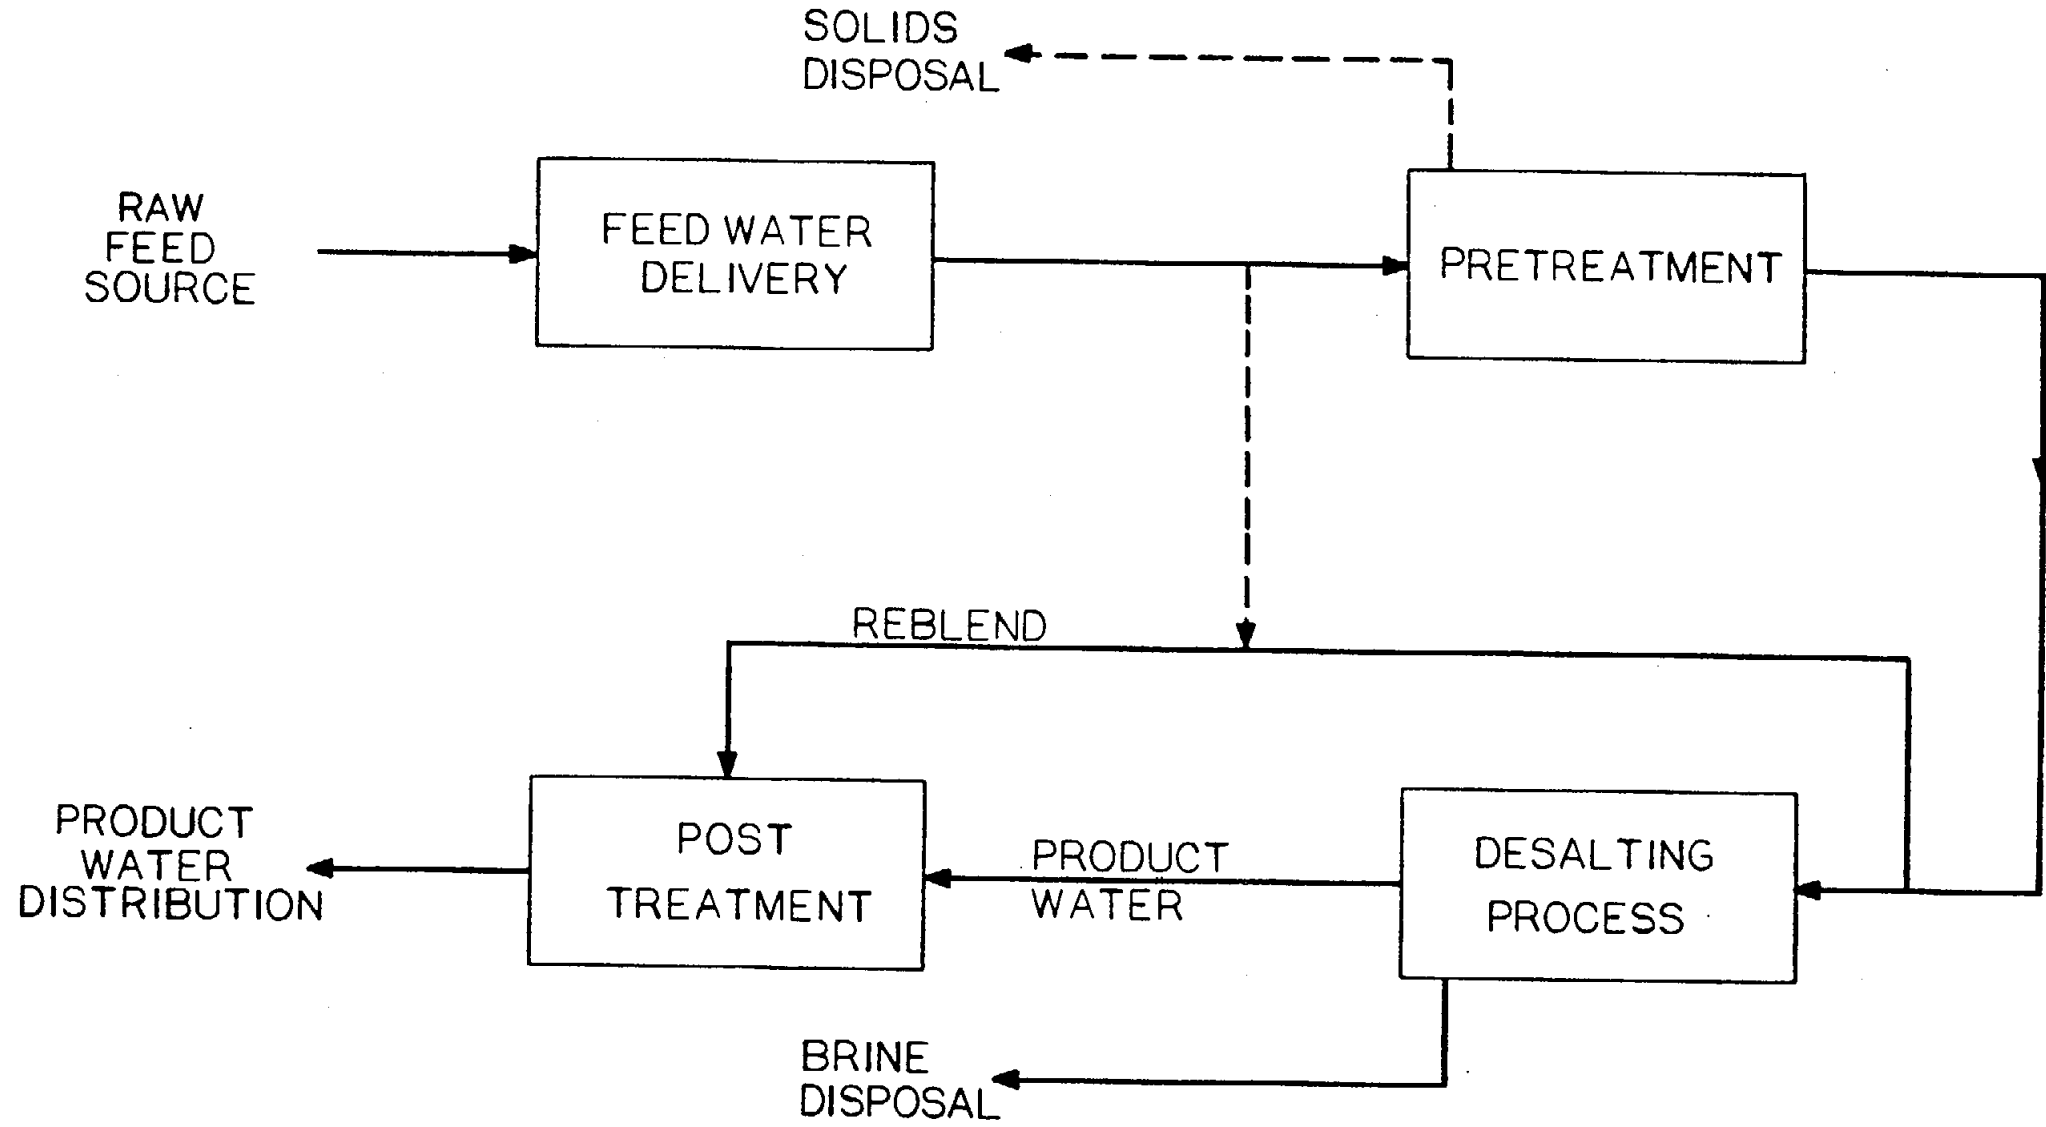 SOLIDS
DISPOSAL
RAW
FEED
SOURCE
FEED WATER
DELIVERY
PRETREATMENT
REBLEND
PRODUCT
WATER
DISTRIBUTION
POST
TREATMENT
PRODUCT
WATER
DESALTING
PROCESS
BRINE
DISPOSAL